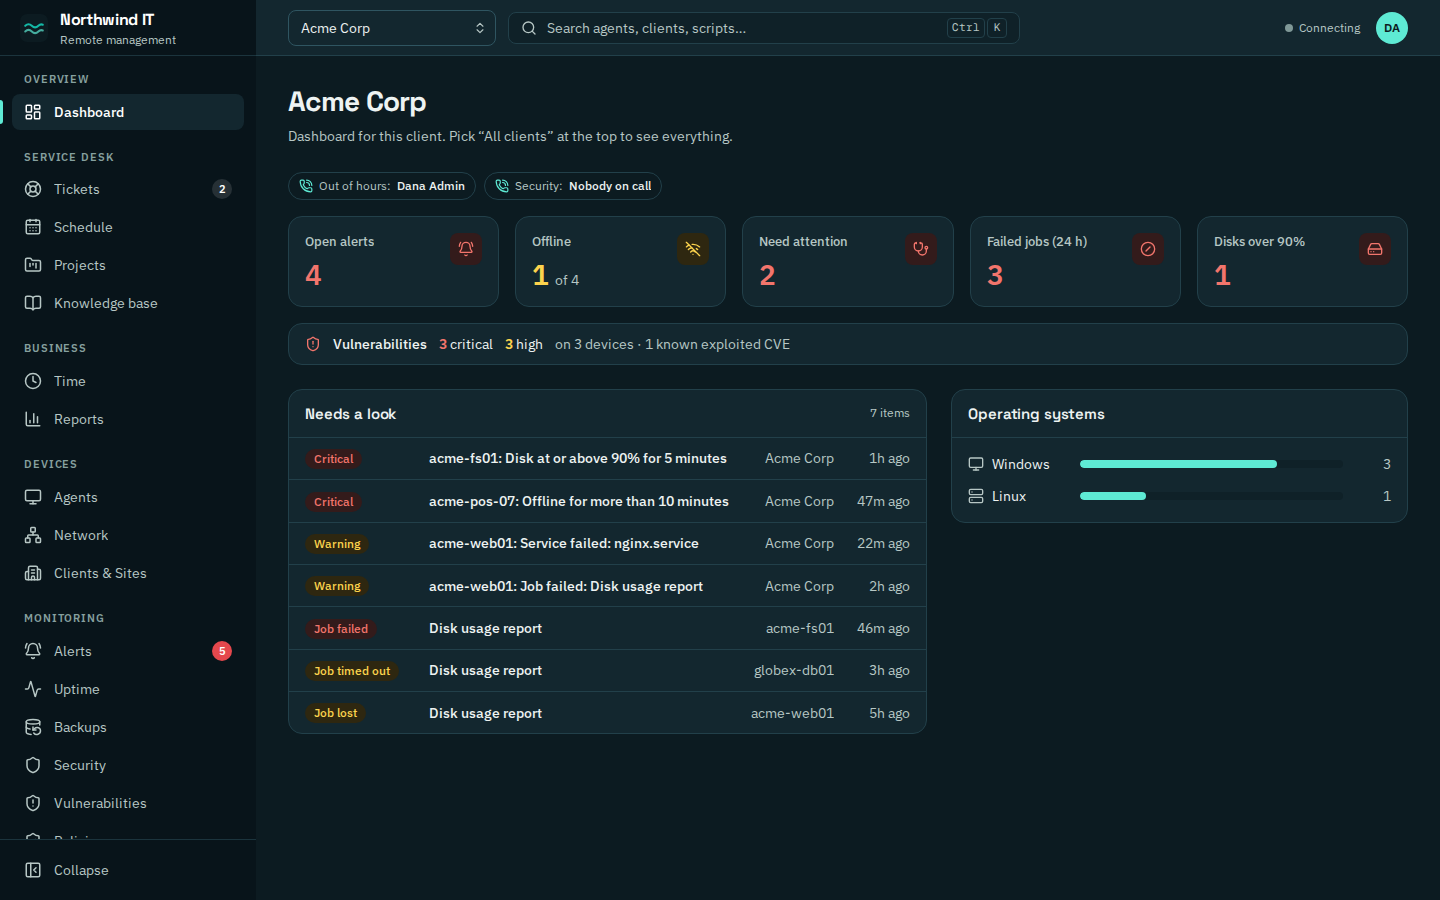 Northwind IT
Remote management
Acme Corp
Search agents, clients, scripts...
Ctrl K
Connecting
DA
OVERVIEW
Dashboard
SERVICE DESK
Tickets 2
Schedule
Projects
Knowledge base
BUSINESS
Time
Reports
DEVICES
Agents
Network
Clients & Sites
MONITORING
Alerts 5
Uptime
Backups
Security
Vulnerabilities
Collapse
Acme Corp
Dashboard for this client. Pick “All clients” at the top to see everything.
Out of hours: Dana Admin
Security: Nobody on call
Open alerts
4
Offline
1 of 4
Need attention
2
Failed jobs (24 h)
3
Disks over 90%
1
Vulnerabilities 3 critical 3 high on 3 devices · 1 known exploited CVE
Needs a look 7 items
Critical acme-fs01: Disk at or above 90% for 5 minutes Acme Corp 1h ago
Critical acme-pos-07: Offline for more than 10 minutes Acme Corp 47m ago
Warning acme-web01: Service failed: nginx.service Acme Corp 22m ago
Warning acme-web01: Job failed: Disk usage report Acme Corp 2h ago
Job failed Disk usage report acme-fs01 46m ago
Job timed out Disk usage report globex-db01 3h ago
Job lost Disk usage report acme-web01 5h ago
Operating systems
Windows 3
Linux 1